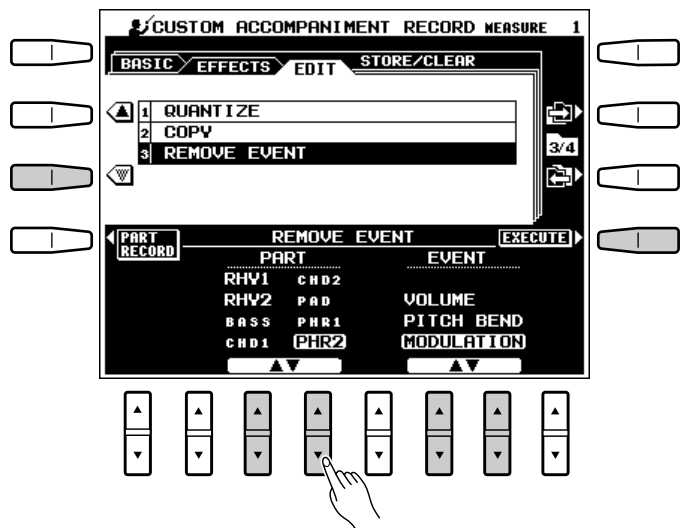 CUSTOM ACCOMPANIMENT RECORD MEASURE 1
BASIC EFFECTS EDIT STORE/CLEAR
1 QUANTIZE
2 COPY
3 REMOVE EVENT
3/4
PART RECORD
REMOVE EVENT
EXECUTE
PART EVENT
RHY1 CHD2
RHY2 PAD VOLUME
BASS PHR1 PITCH BEND
CHD1 PHR2 MODULATION